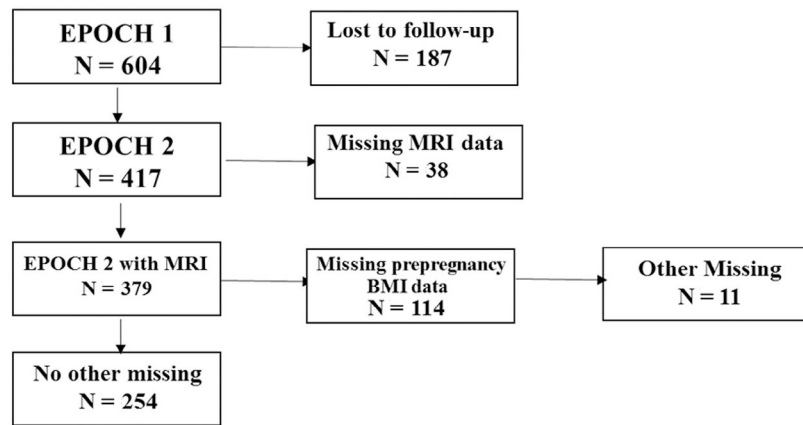 EPOCH 1
N = 604
Lost to follow-up
N = 187
EPOCH 2
N = 417
Missing MRI data
N = 38
EPOCH 2 with MRI
N = 379
Missing prepregnancy
BMI data
N = 114
Other Missing
N = 11
No other missing
N = 254